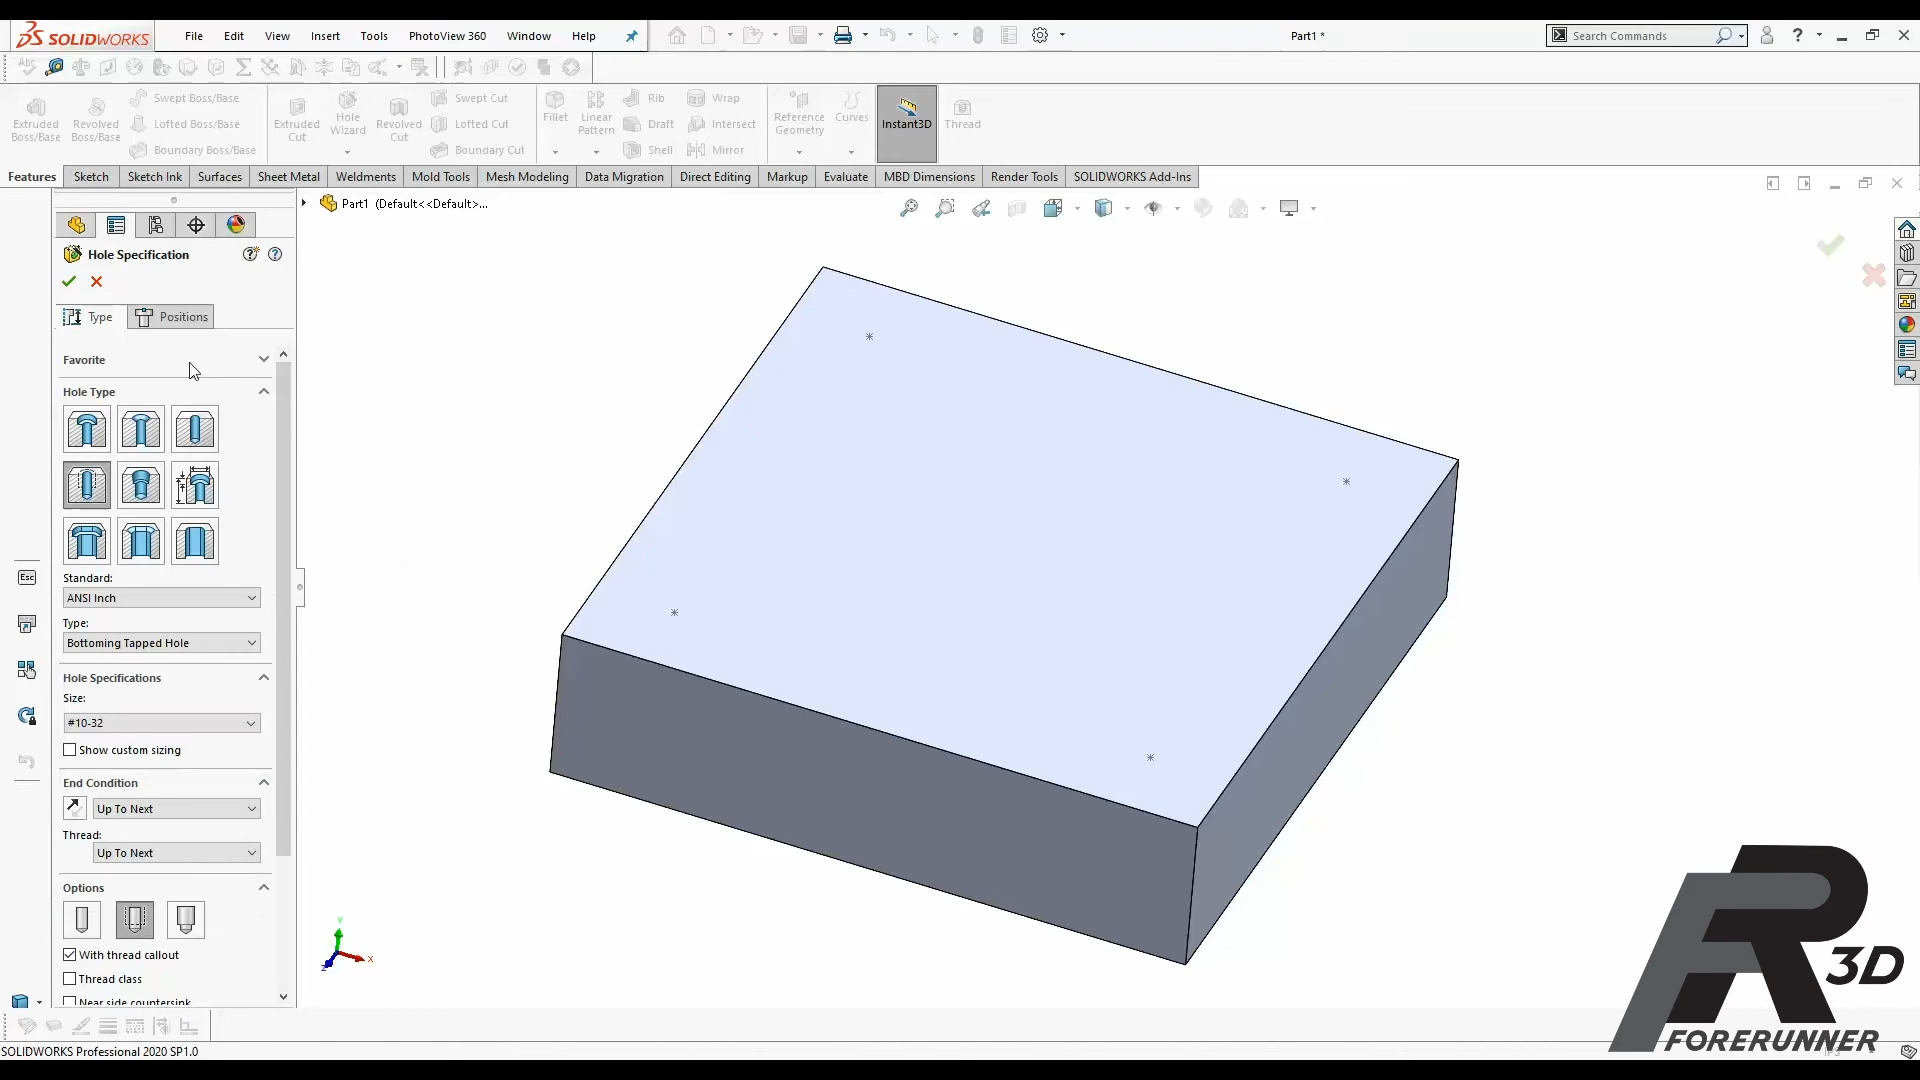 SOLIDWORKS
File Edit View Insert Tools PhotoView 360 Window Help
Part1 *
Search Commands
Extruded Boss/Base
Revolved Boss/Base
Swept Boss/Base
Lofted Boss/Base
Boundary Boss/Base
Extruded Cut
Hole Wizard
Revolved Cut
Swept Cut
Lofted Cut
Boundary Cut
Fillet
Linear Pattern
Rib
Draft
Shell
Wrap
Intersect
Mirror
Reference Geometry
Curves
Instant3D
Thread
Features Sketch Sketch Ink Surfaces Sheet Metal Weldments Mold Tools Mesh Modeling Data Migration Direct Editing Markup Evaluate MBD Dimensions Render Tools SOLIDWORKS Add-Ins
Part1 (Default<<Default>...
Hole Specification
Type
Positions
Favorite
Hole Type
Standard:
ANSI Inch
Type:
Bottoming Tapped Hole
Hole Specifications
Size:
#10-32
Show custom sizing
End Condition
Up To Next
Thread:
Up To Next
Options
With thread callout
Thread class
Near side countersink
Esc
Y
X
Z
R 3D
FORERUNNER
SOLIDWORKS Professional 2020 SP1.0